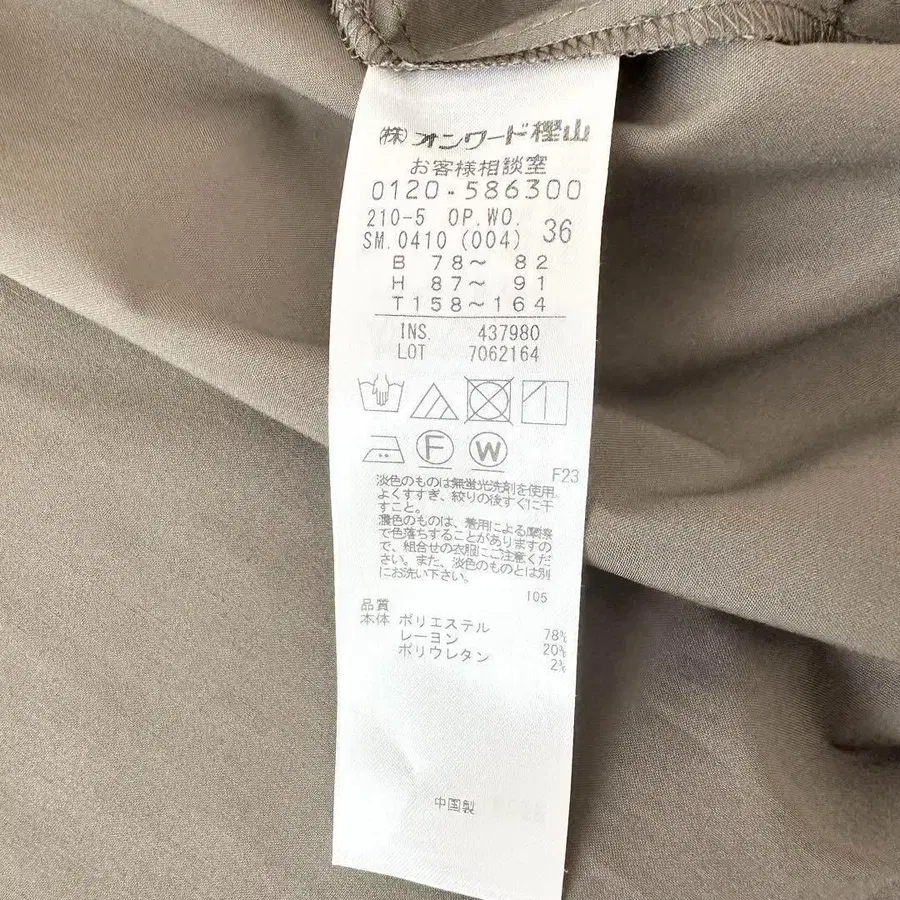 (株)オンワード樫山
お客様相談室
0120-586300
210-5 OP.WO. 36
SM.0410 (004)
B 78～ 82
H 87～ 91
T158～164
INS. 437980
LOT 7062164
F W
F23
淡色のものは無蛍光洗剤を使用、
よくすすぎ、絞りの後すぐに干
すこと。
濃色のものは、着用による摩擦
で色落ちすることがありますの
で、組合せの衣服にご注意くだ
さい。また、淡色のものとは別
にお洗い下さい。
105
品質
本体 ポリエステル 78%
レーヨン 20%
ポリウレタン 2%
中国製